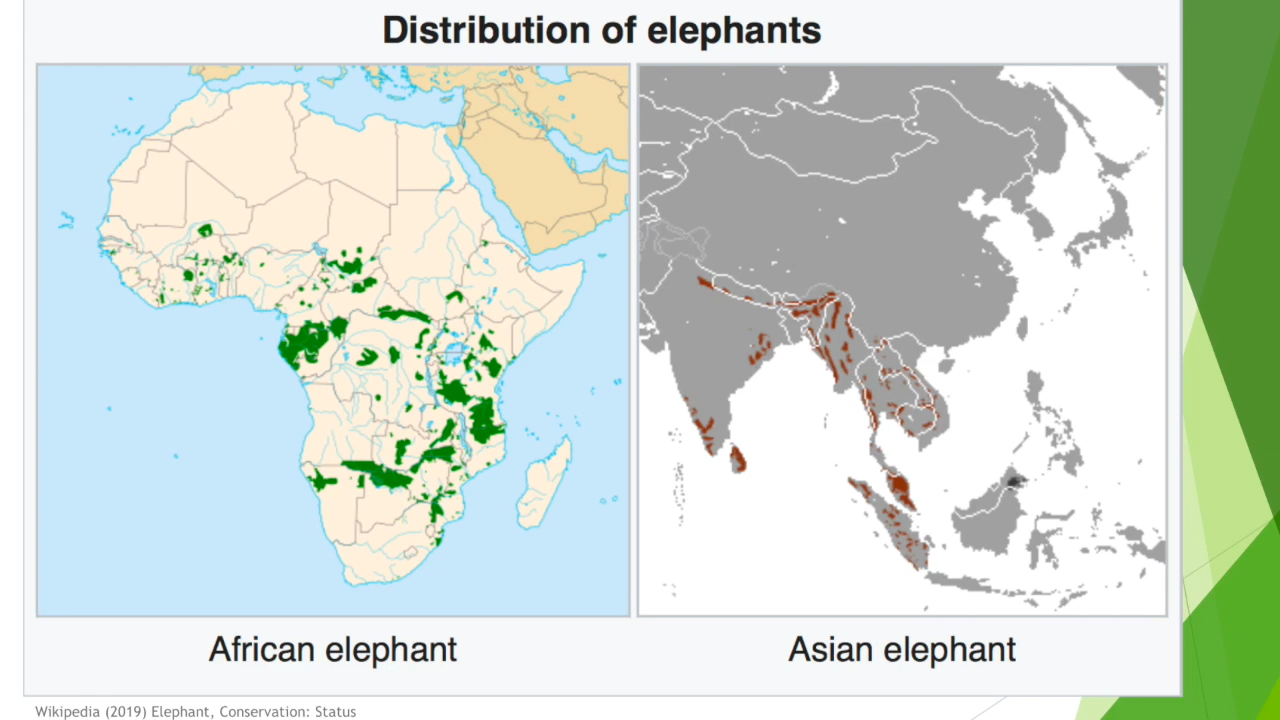 Distribution of elephants
African elephant
Asian elephant
Wikipedia (2019) Elephant, Conservation: Status